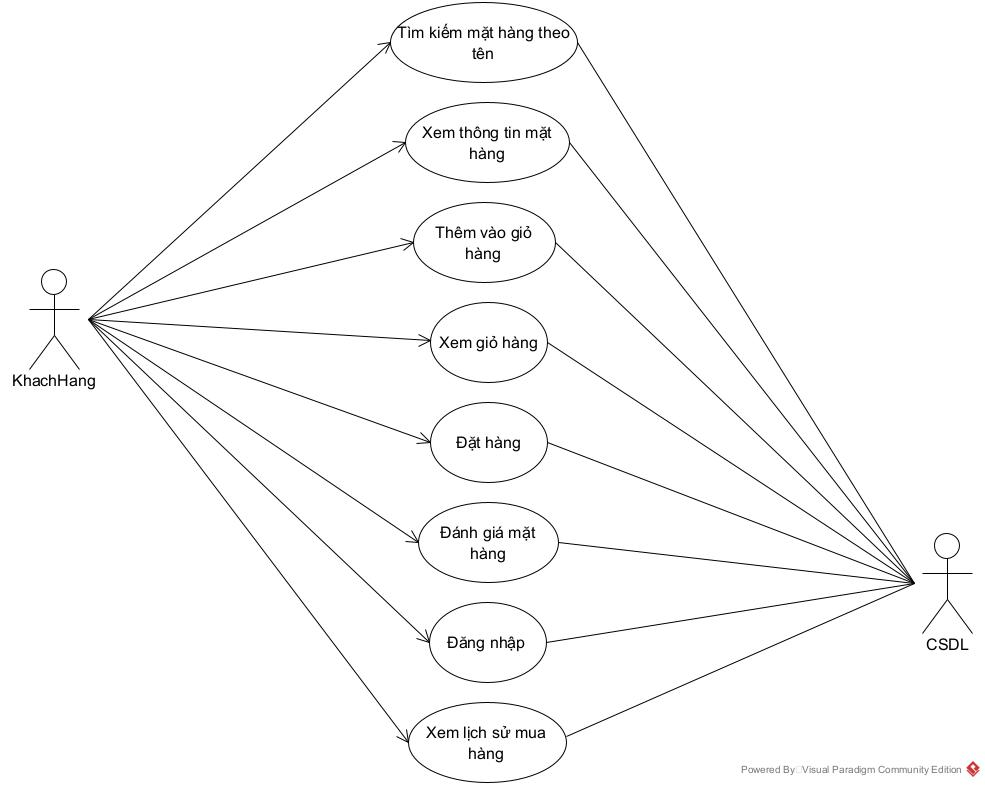 Tìm kiếm mặt hàng theo
tên
Xem thông tin mặt
hàng
Thêm vào giỏ
hàng
Xem giỏ hàng
KhachHang
Đặt hàng
Đánh giá mặt
hàng
Đăng nhập
CSDL
Xem lịch sử mua
hàng
Powered By Visual Paradigm Community Edition